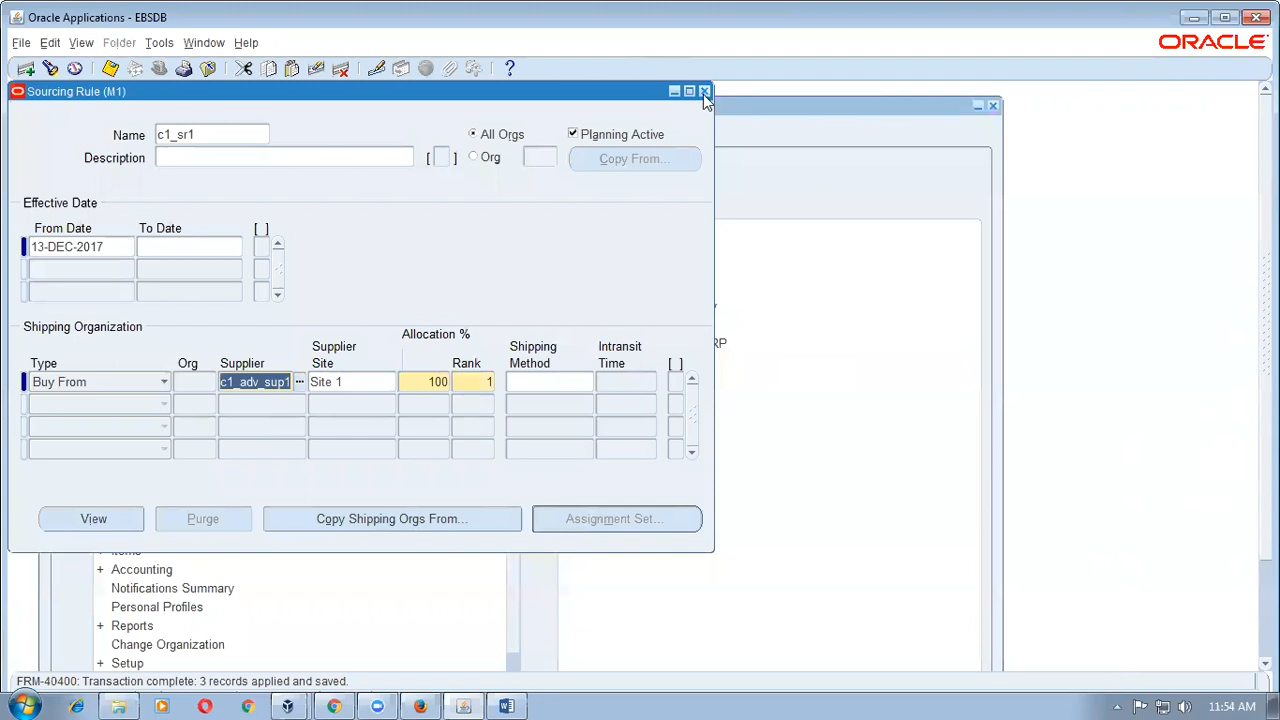 Oracle Applications - EBSDB
File Edit View Folder Tools Window Help
ORACLE
Sourcing Rule (M1)
Name c1_sr1 All Orgs Planning Active
Description [ ] Org Copy From...
Effective Date
From Date To Date [ ]
13-DEC-2017
Shipping Organization
Allocation %
Supplier Shipping Intransit
Type Org Supplier Site Rank Method Time [ ]
Buy From c1_adv_sup1 Site 1 100 1
RP
View Purge Copy Shipping Orgs From... Assignment Set...
Items
+ Accounting
Notifications Summary
Personal Profiles
+ Reports
Change Organization
+ Setup
FRM-40400: Transaction complete: 3 records applied and saved.
11:54 AM